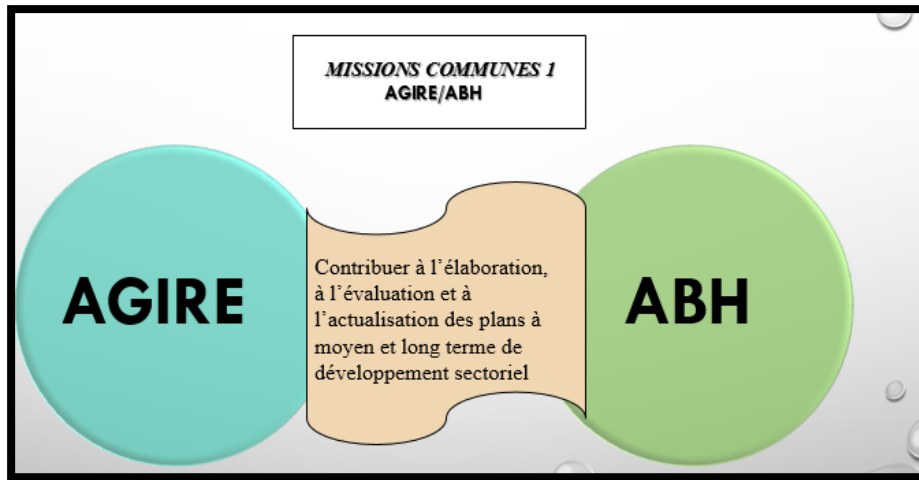 MISSIONS COMMUNES 1
AGIRE/ABH
AGIRE
Contribuer à l’élaboration,
à l’évaluation et à
l’actualisation des plans à
moyen et long terme de
développement sectoriel
ABH